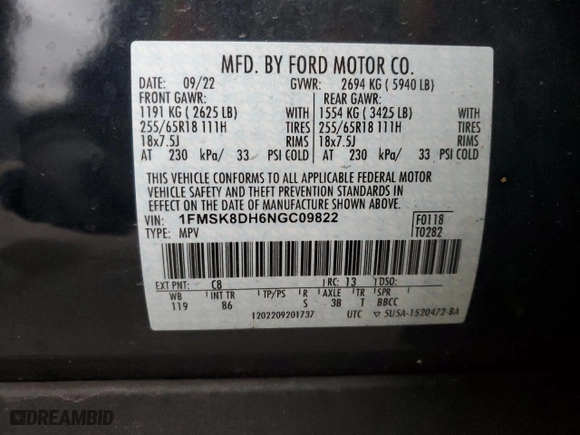 MFD. BY FORD MOTOR CO.
DATE: 09/22 GVWR: 2694 KG ( 5940 LB)
FRONT GAWR: REAR GAWR:
1191 KG ( 2625 LB) WITH 1554 KG ( 3425 LB) WITH
255/65R18 111H TIRES 255/65R18 111H TIRES
18x7.5J RIMS 18x7.5J RIMS
AT 230 kPa/ 33 PSI COLD AT 230 kPa/ 33 PSI COLD
THIS VEHICLE CONFORMS TO ALL APPLICABLE FEDERAL MOTOR
VEHICLE SAFETY AND THEFT PREVENTION STANDARDS IN
EFFECT ON THE DATE OF MANUFACTURE SHOWN ABOVE.
VIN: 1FMSK8DH6NGC09822 F0118
TYPE: MPV T0282
EXT PNT: C8 RC: 13 DSO:
WB INT TR TP/PS R AXLE TR SPR
119 B6 S 3B T BBCC
1202209201737 UTC ▽ 5U5A-1520472-BA
DREAMBID